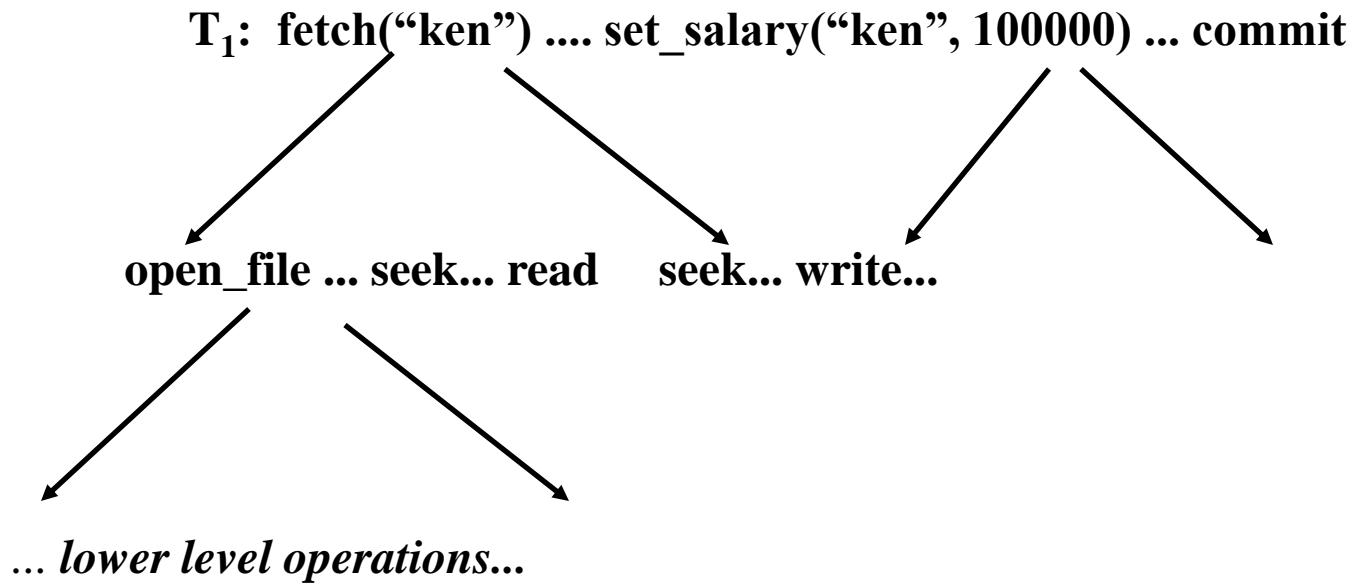 T₁: fetch(“ken”) .... set_salary(“ken”, 100000) ... commit
open_file ... seek... read seek... write...
... lower level operations...